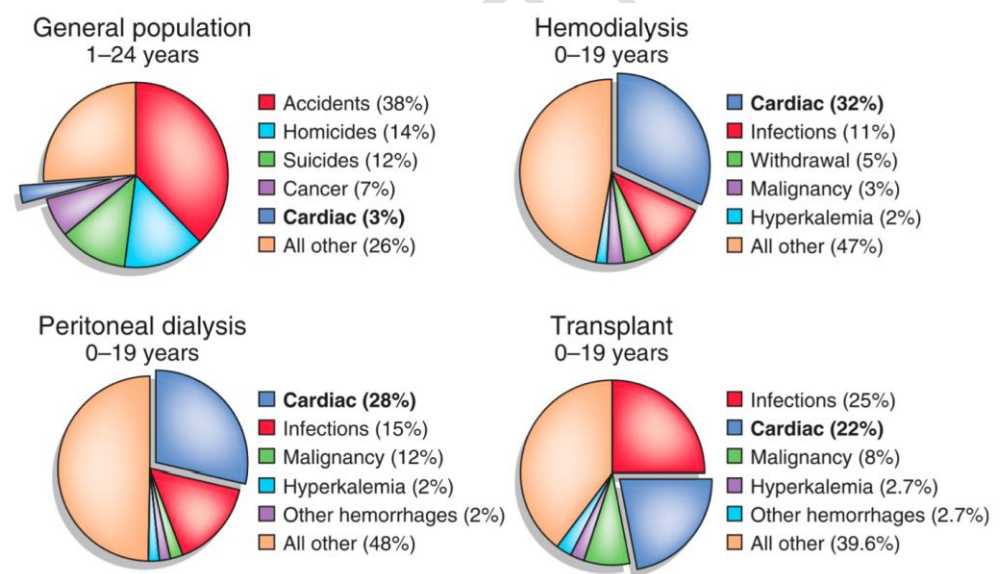 General population
1–24 years
Accidents (38%)
Homicides (14%)
Suicides (12%)
Cancer (7%)
Cardiac (3%)
All other (26%)
Hemodialysis
0–19 years
Cardiac (32%)
Infections (11%)
Withdrawal (5%)
Malignancy (3%)
Hyperkalemia (2%)
All other (47%)
Peritoneal dialysis
0–19 years
Cardiac (28%)
Infections (15%)
Malignancy (12%)
Hyperkalemia (2%)
Other hemorrhages (2%)
All other (48%)
Transplant
0–19 years
Infections (25%)
Cardiac (22%)
Malignancy (8%)
Hyperkalemia (2.7%)
Other hemorrhages (2.7%)
All other (39.6%)